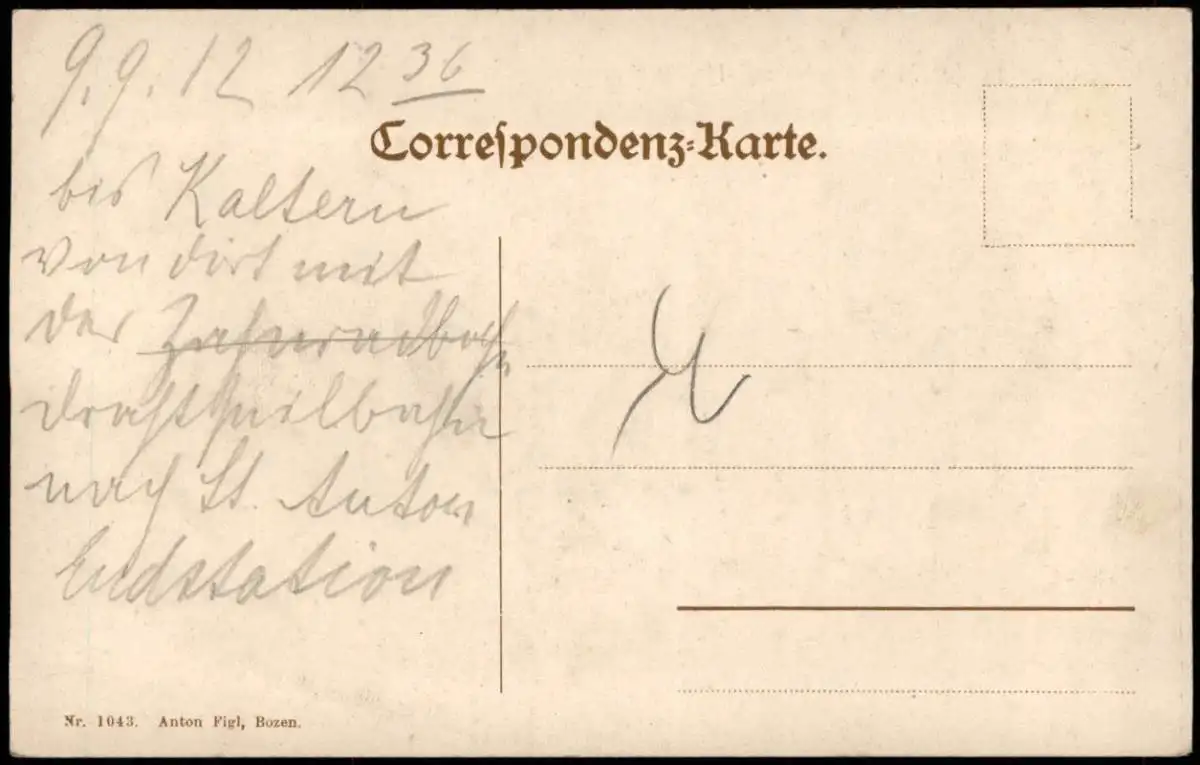 9.9.12 12 36
Correspondenz-Karte.
bis Kaltern
von dort mit
der Zahnradbahn
drahtseilbahn
nach St. Anton
Endstation
Nr. 1043. Anton Figl, Bozen.